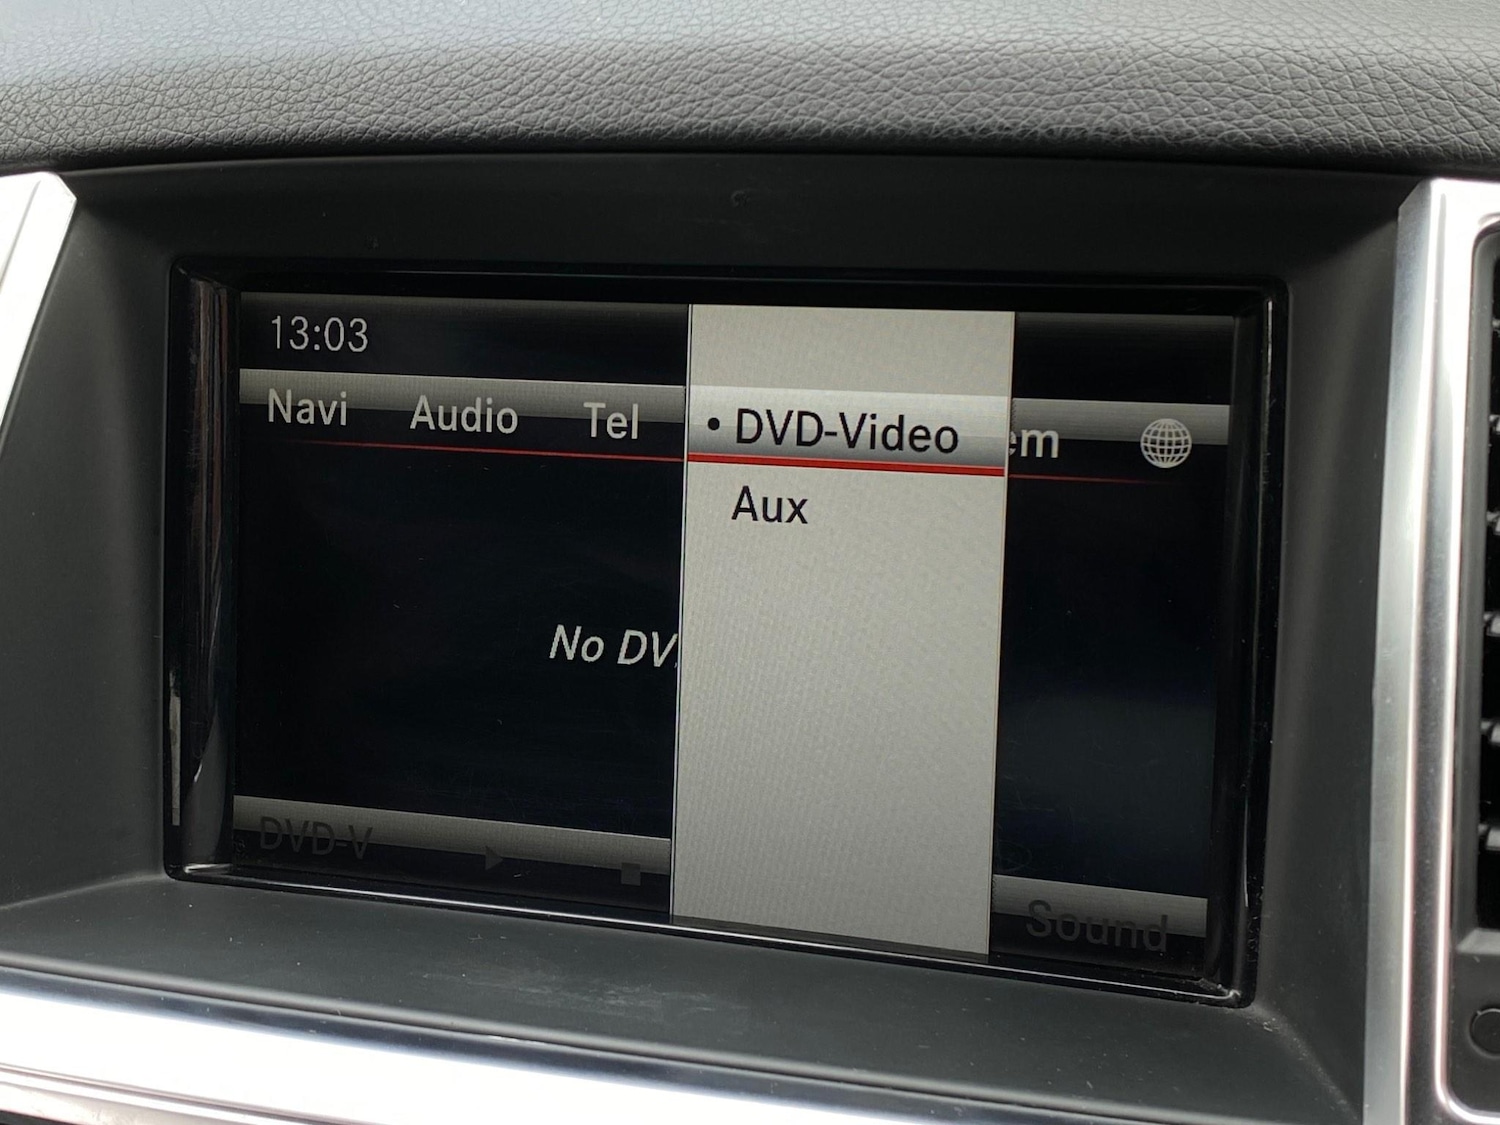 13:03
Navi Audio Tel • DVD-Video em
Aux
No DV
DVD-V
Sound